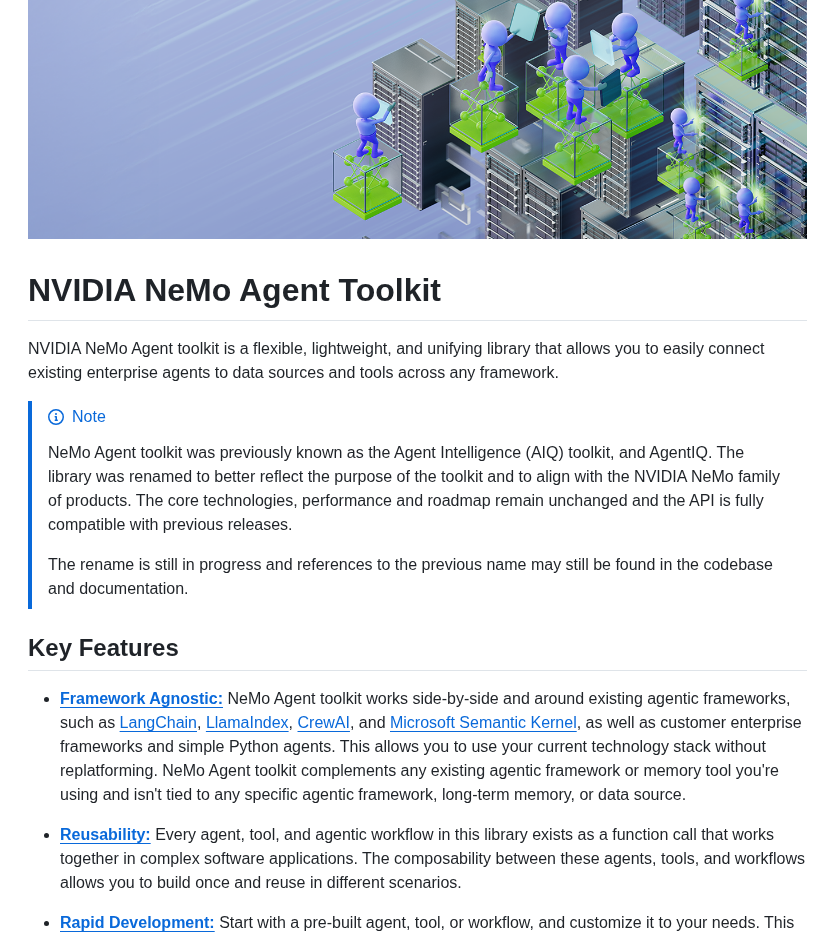 NVIDIA NeMo Agent Toolkit
NVIDIA NeMo Agent toolkit is a flexible, lightweight, and unifying library that allows you to easily connect
existing enterprise agents to data sources and tools across any framework.
Note
NeMo Agent toolkit was previously known as the Agent Intelligence (AIQ) toolkit, and AgentIQ. The
library was renamed to better reflect the purpose of the toolkit and to align with the NVIDIA NeMo family
of products. The core technologies, performance and roadmap remain unchanged and the API is fully
compatible with previous releases.
The rename is still in progress and references to the previous name may still be found in the codebase
and documentation.
Key Features
• Framework Agnostic: NeMo Agent toolkit works side-by-side and around existing agentic frameworks,
such as LangChain, LlamaIndex, CrewAI, and Microsoft Semantic Kernel, as well as customer enterprise
frameworks and simple Python agents. This allows you to use your current technology stack without
replatforming. NeMo Agent toolkit complements any existing agentic framework or memory tool you're
using and isn't tied to any specific agentic framework, long-term memory, or data source.
• Reusability: Every agent, tool, and agentic workflow in this library exists as a function call that works
together in complex software applications. The composability between these agents, tools, and workflows
allows you to build once and reuse in different scenarios.
• Rapid Development: Start with a pre-built agent, tool, or workflow, and customize it to your needs. This